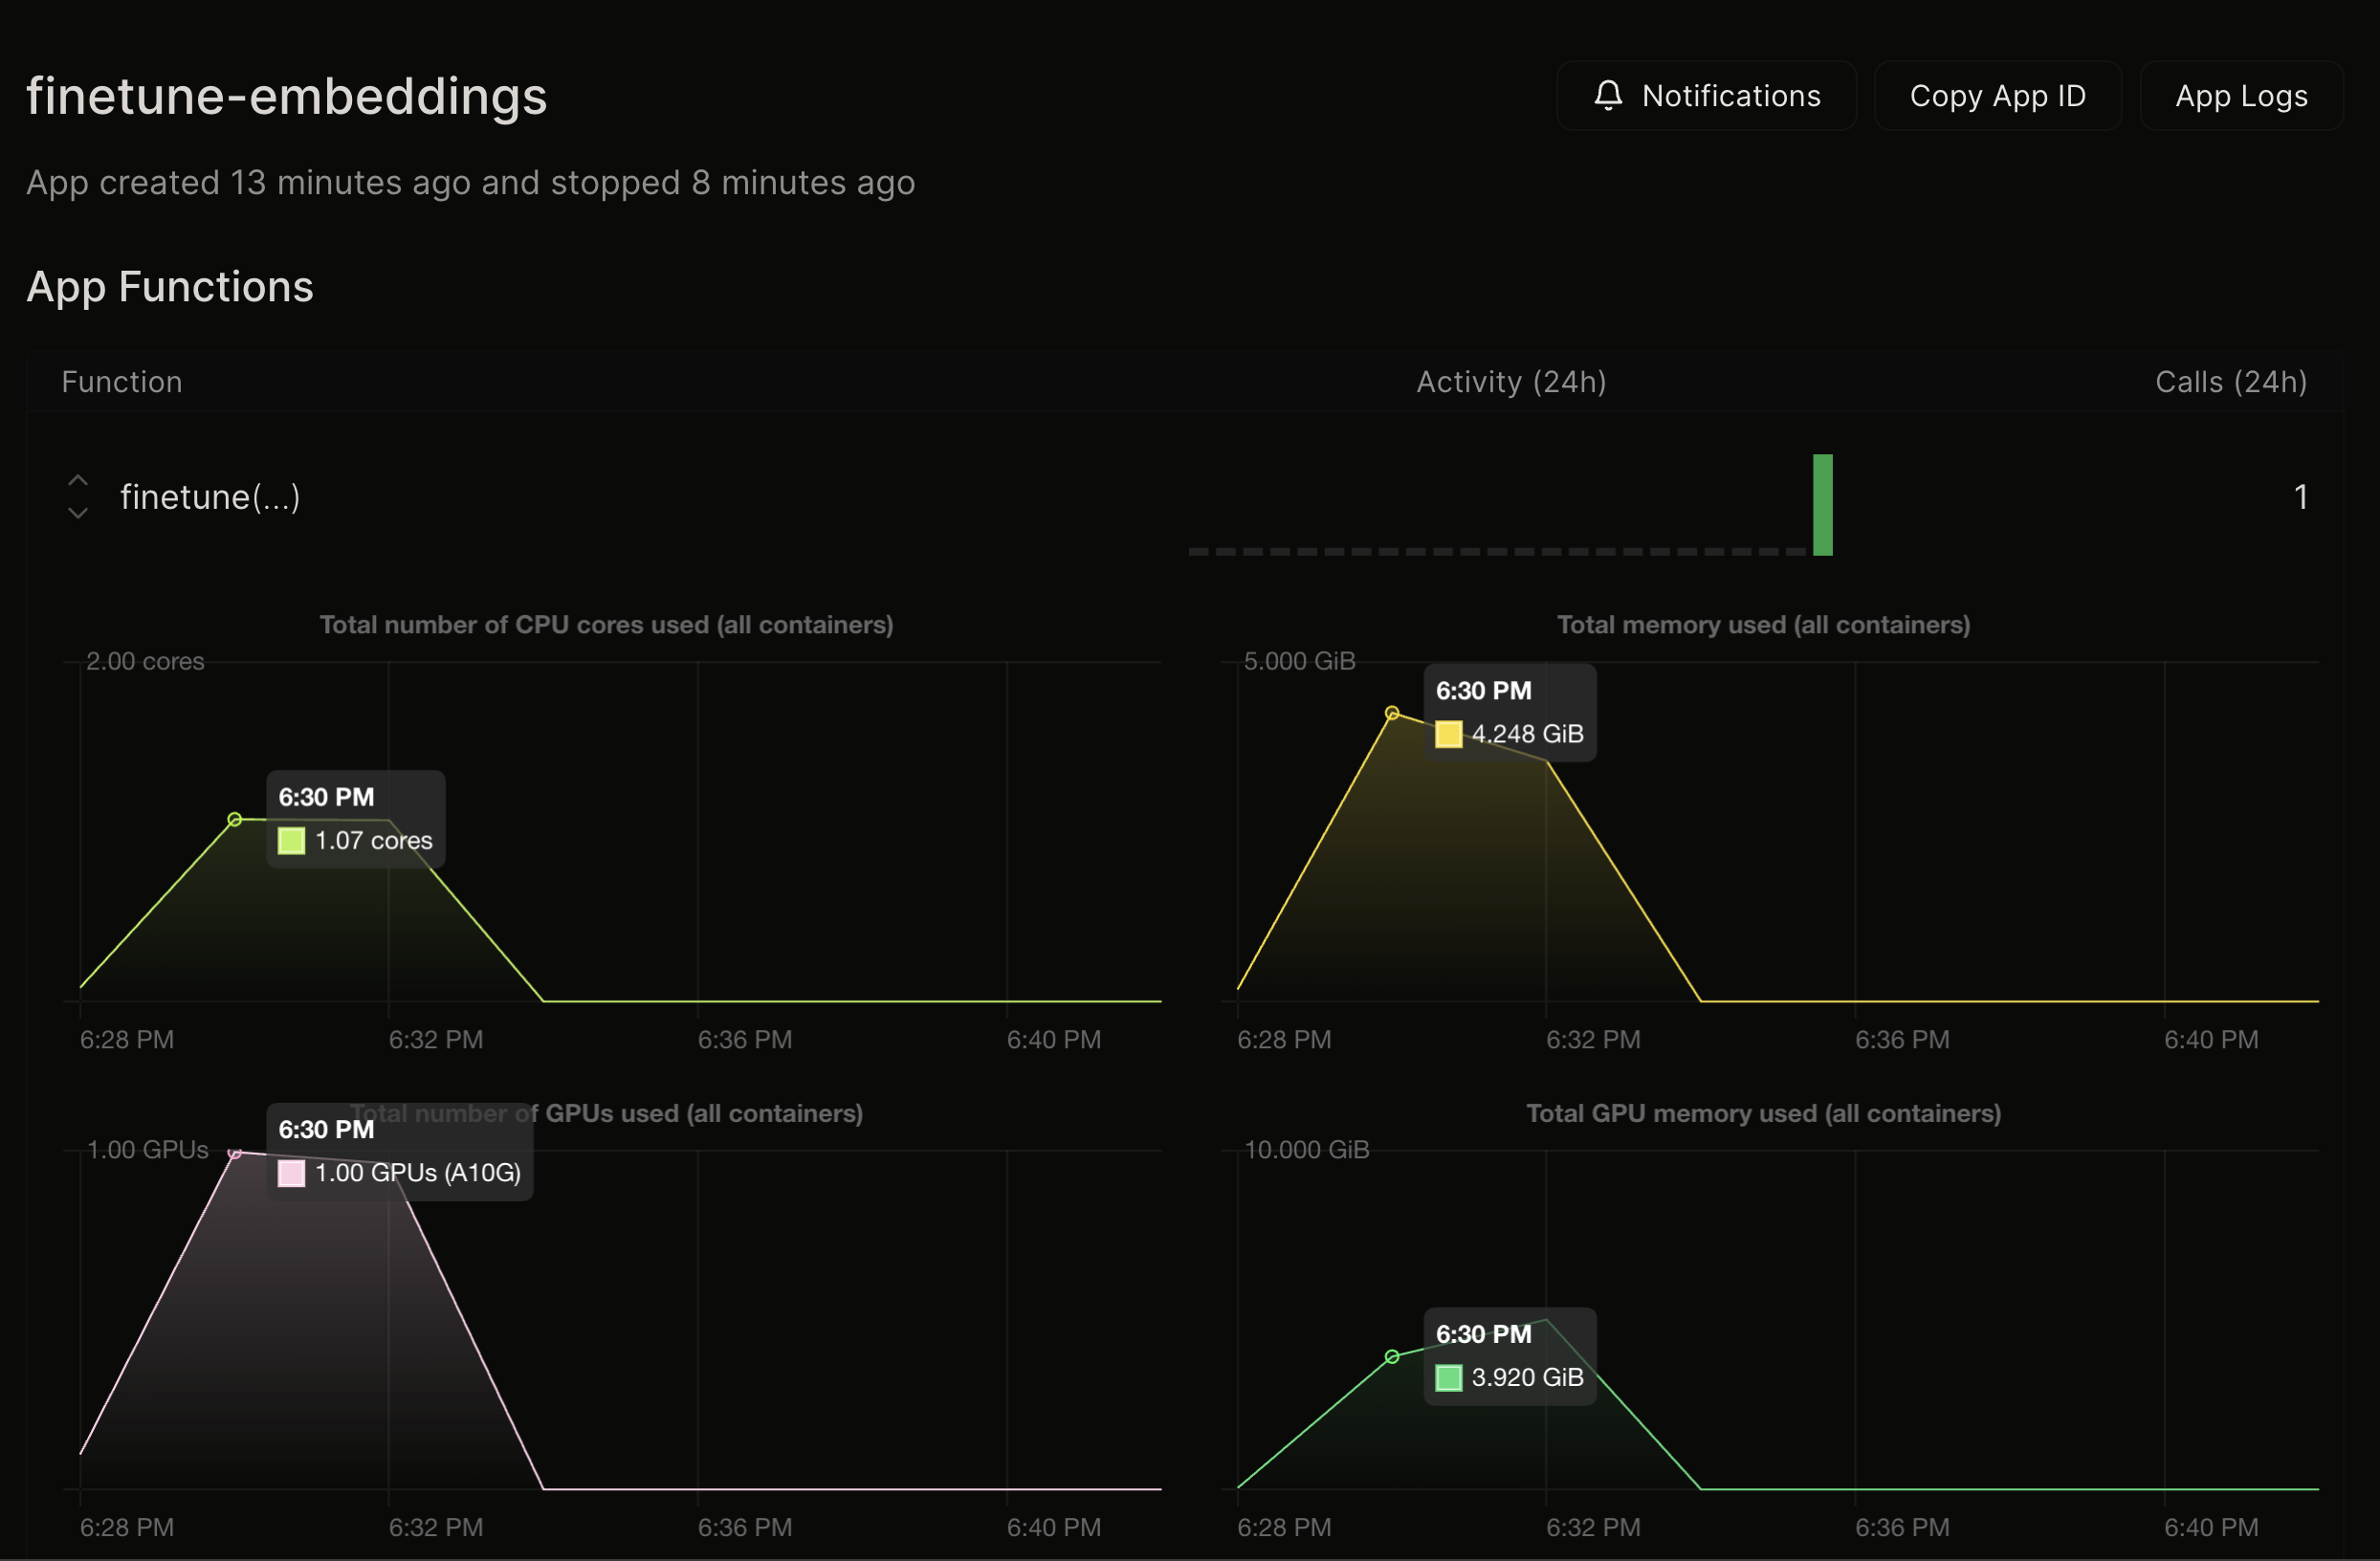 finetune-embeddings
Notifications
Copy App ID
App Logs
App created 13 minutes ago and stopped 8 minutes ago
App Functions
Function
Activity (24h)
Calls (24h)
finetune(...)
1
Total number of CPU cores used (all containers)
2.00 cores
6:30 PM
1.07 cores
6:28 PM
6:32 PM
6:36 PM
6:40 PM
Total memory used (all containers)
5.000 GiB
6:30 PM
4.248 GiB
6:28 PM
6:32 PM
6:36 PM
6:40 PM
Total number of GPUs used (all containers)
1.00 GPUs
6:30 PM
1.00 GPUs (A10G)
6:28 PM
6:32 PM
6:36 PM
6:40 PM
Total GPU memory used (all containers)
10.000 GiB
6:30 PM
3.920 GiB
6:28 PM
6:32 PM
6:36 PM
6:40 PM